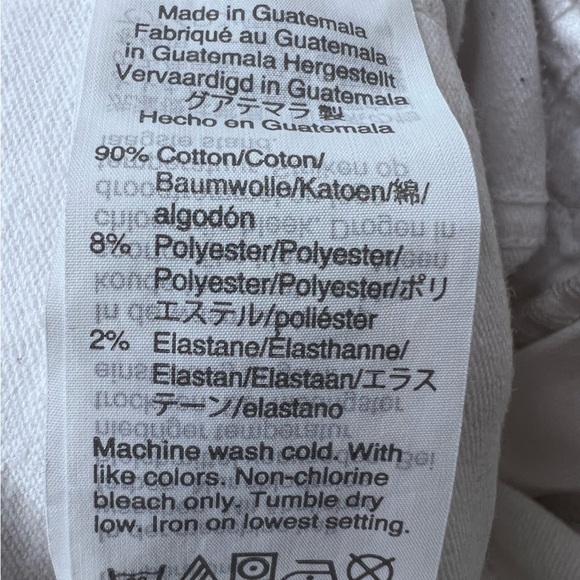 Made in Guatemala
Fabriqué au Guatemala
in Guatemala Hergestellt
Vervaardigd in Guatemala
グアテマラ製
Hecho en Guatemala
90% Cotton/Coton/
Baumwolle/Katoen/綿/
algodón
8% Polyester/Polyester/
Polyester/Polyester/ポリ
エステル/poliéster
2% Elastane/Élasthanne/
Elastan/Elastaan/エラス
テーン/elastano
Machine wash cold. With
like colors. Non-chlorine
bleach only. Tumble dry
low. Iron on lowest setting.